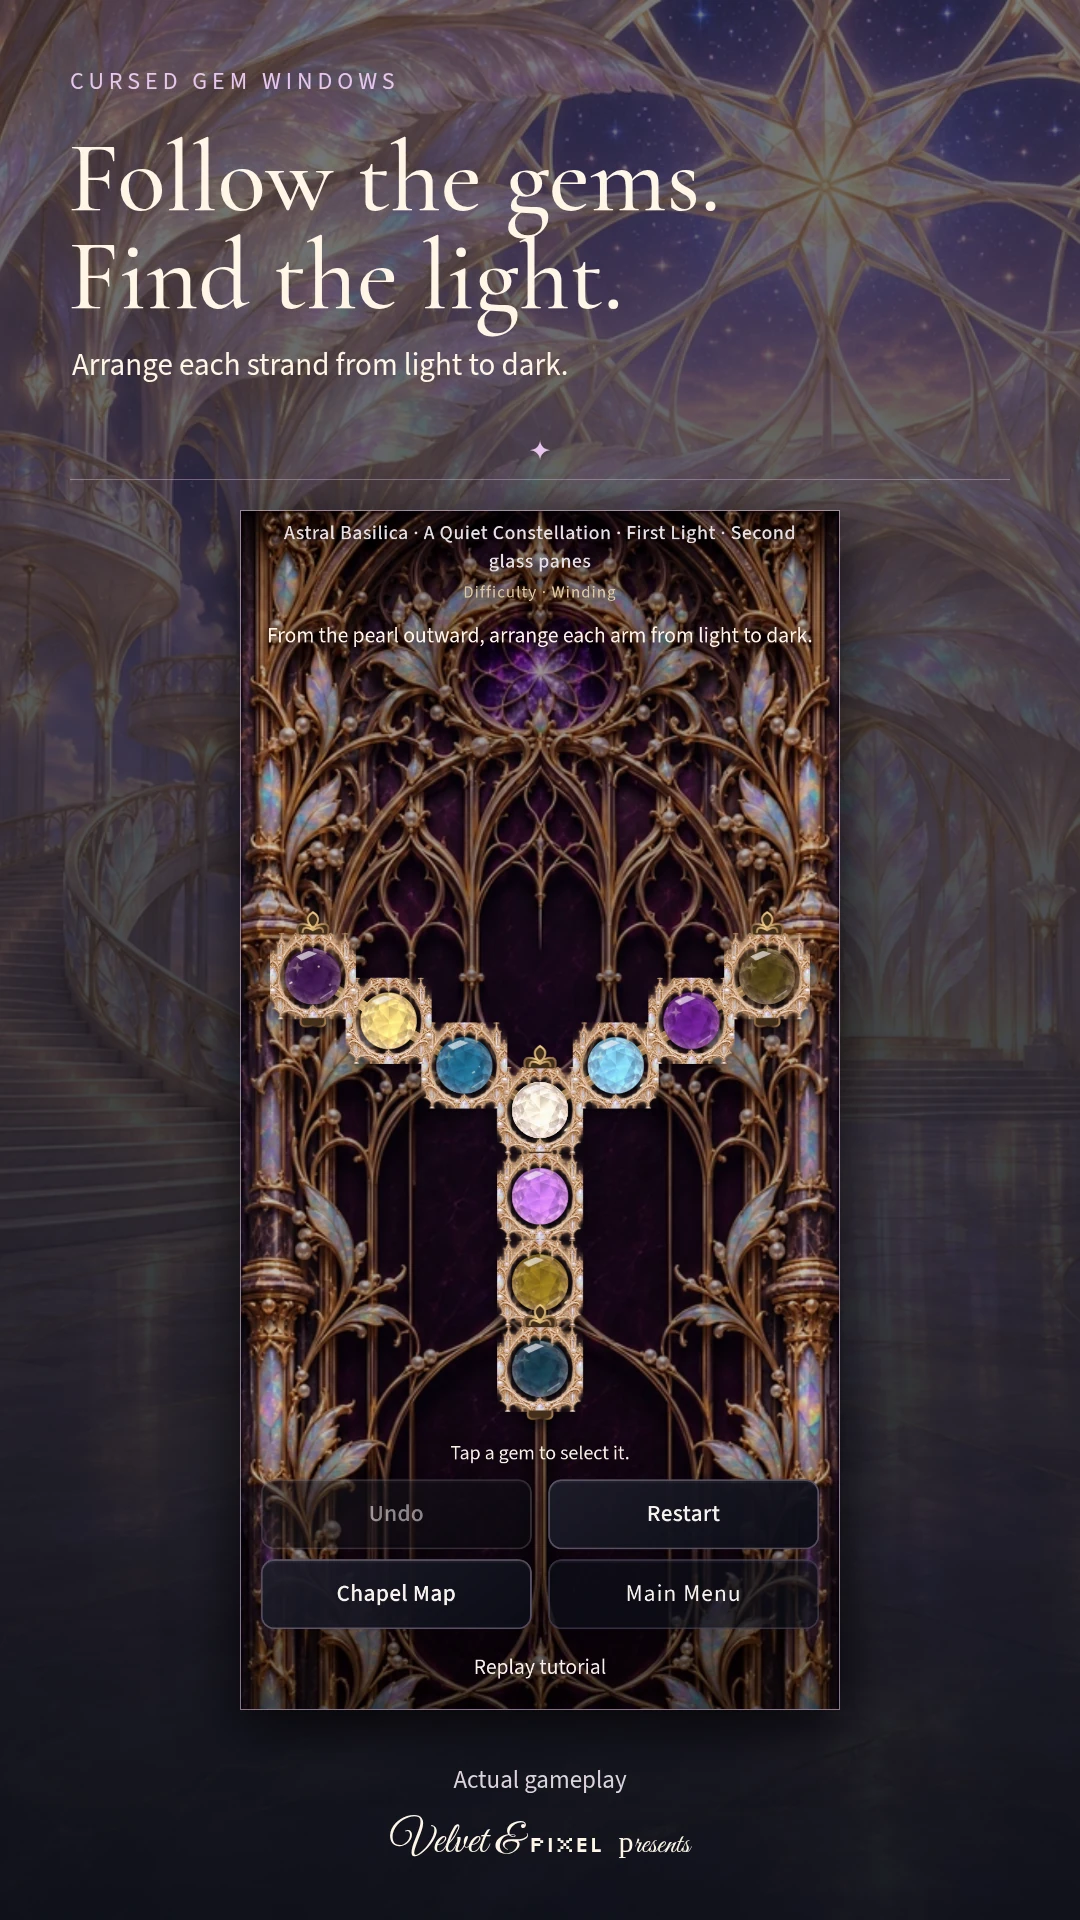 CURSED GEM WINDOWS
Follow the gems.
Find the light.
Arrange each strand from light to dark.
Astral Basilica · A Quiet Constellation · First Light · Second
glass panes
Difficulty · Winding
From the pearl outward, arrange each arm from light to dark.
Tap a gem to select it.
Undo
Restart
Chapel Map
Main Menu
Replay tutorial
Actual gameplay
Velvet & PIXEL presents